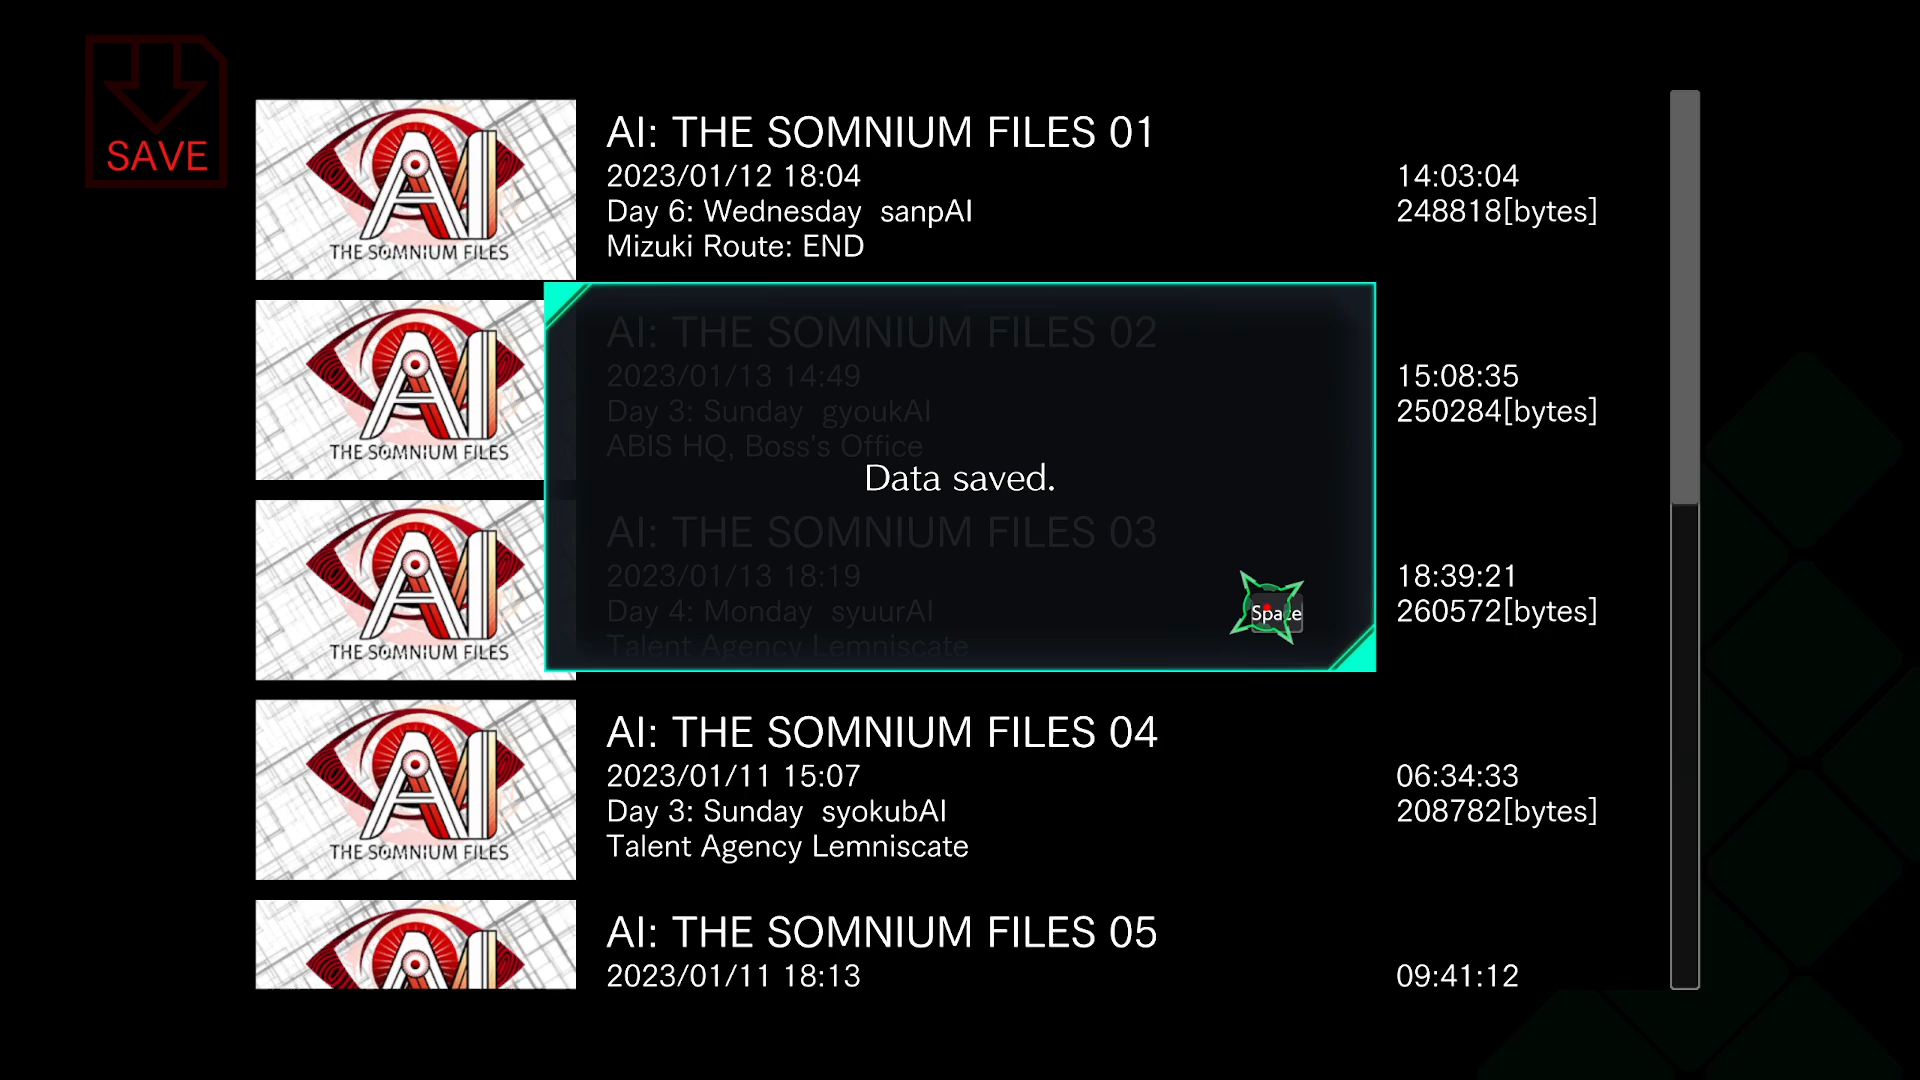 SAVE
AI
THE SOMNIUM FILES
AI: THE SOMNIUM FILES 01
2023/01/12 18:04
14:03:04
Day 6: Wednesday sanpAI
248818[bytes]
Mizuki Route: END
AI
THE SOMNIUM FILES
AI: THE SOMNIUM FILES 02
2023/01/13 14:49
15:08:35
Day 3: Sunday gyoukAI
250284[bytes]
ABIS HQ, Boss's Office
Data saved.
AI
THE SOMNIUM FILES
AI: THE SOMNIUM FILES 03
2023/01/13 18:19
18:39:21
Day 4: Monday syuurAI
260572[bytes]
Talent Agency Lemniscate
Space
AI
THE SOMNIUM FILES
AI: THE SOMNIUM FILES 04
2023/01/11 15:07
06:34:33
Day 3: Sunday syokubAI
208782[bytes]
Talent Agency Lemniscate
AI
AI: THE SOMNIUM FILES 05
2023/01/11 18:13
09:41:12